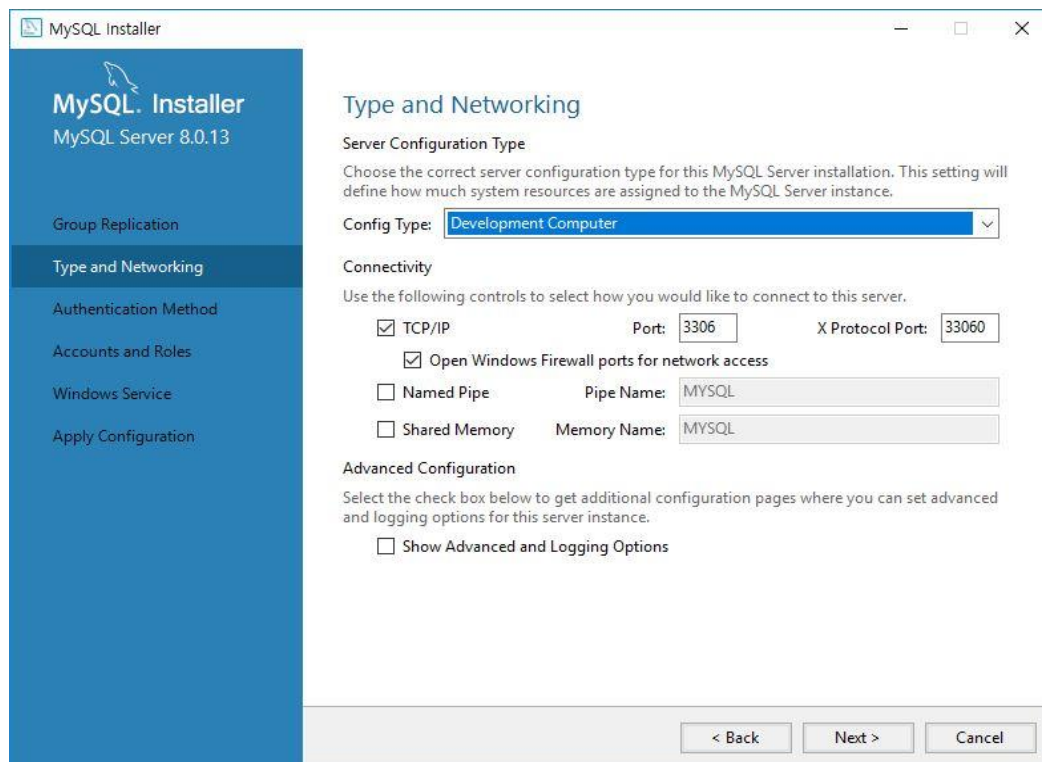 MySQL Installer
MySQL. Installer
MySQL Server 8.0.13
Group Replication
Type and Networking
Authentication Method
Accounts and Roles
Windows Service
Apply Configuration
Type and Networking
Server Configuration Type
Choose the correct server configuration type for this MySQL Server installation. This setting will
define how much system resources are assigned to the MySQL Server instance.
Config Type: Development Computer
Connectivity
Use the following controls to select how you would like to connect to this server.
TCP/IP Port: 3306 X Protocol Port: 33060
Open Windows Firewall ports for network access
Named Pipe Pipe Name: MYSQL
Shared Memory Memory Name: MYSQL
Advanced Configuration
Select the check box below to get additional configuration pages where you can set advanced
and logging options for this server instance.
Show Advanced and Logging Options
< Back Next > Cancel